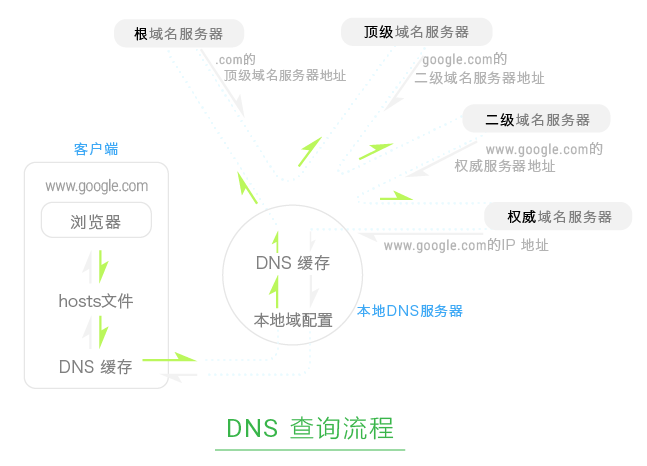 根域名服务器
顶级域名服务器
.com的
顶级域名服务器地址
google.com的
二级域名服务器地址
二级域名服务器
www.google.com的
权威服务器地址
客户端
www.google.com
浏览器
权威域名服务器
www.google.com的IP 地址
DNS 缓存
hosts文件
本地域配置
本地DNS服务器
DNS 缓存
DNS 查询流程